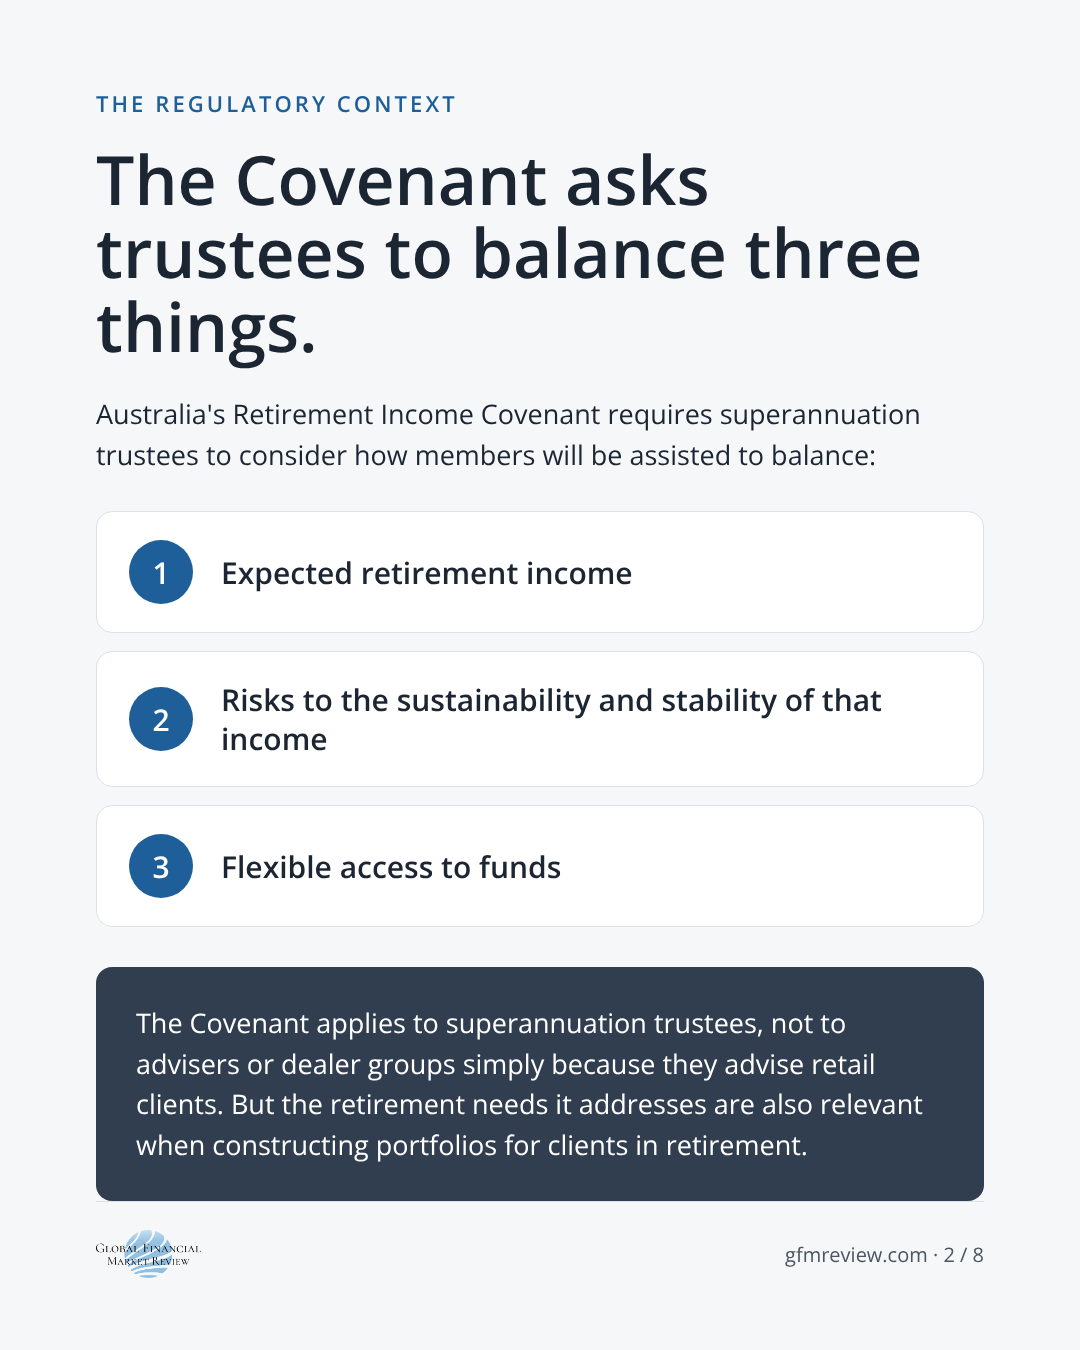 THE REGULATORY CONTEXT
The Covenant asks
trustees to balance three
things.
Australia's Retirement Income Covenant requires superannuation
trustees to consider how members will be assisted to balance:
1 Expected retirement income
2 Risks to the sustainability and stability of that
income
3 Flexible access to funds
The Covenant applies to superannuation trustees, not to
advisers or dealer groups simply because they advise retail
clients. But the retirement needs it addresses are also relevant
when constructing portfolios for clients in retirement.
Global Financial
Market Review
gfmreview.com · 2 / 8